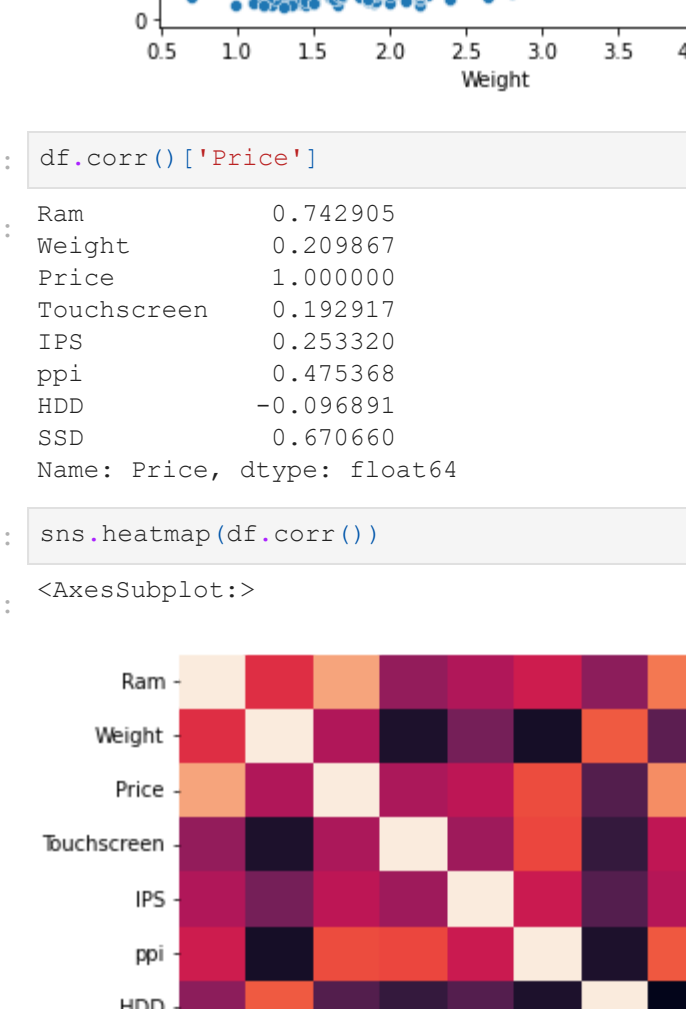 0
0.5 1.0 1.5 2.0 2.5 3.0 3.5 4
Weight
: df.corr()['Price']
: Ram 0.742905
Weight 0.209867
Price 1.000000
Touchscreen 0.192917
IPS 0.253320
ppi 0.475368
HDD -0.096891
SSD 0.670660
Name: Price, dtype: float64
: sns.heatmap(df.corr())
: <AxesSubplot:>
Ram
Weight
Price
Touchscreen
IPS
ppi
HDD